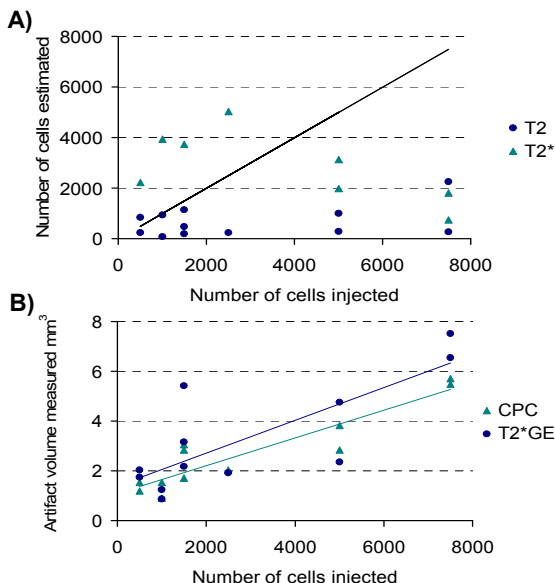 A)
Number of cells estimated
8000
6000
4000
2000
0
0 2000 4000 6000 8000
Number of cells injected
T2
T2*
B)
Artifact volume measured mm3
8
6
4
2
0
0 2000 4000 6000 8000
Number of cells injected
CPC
T2*GE